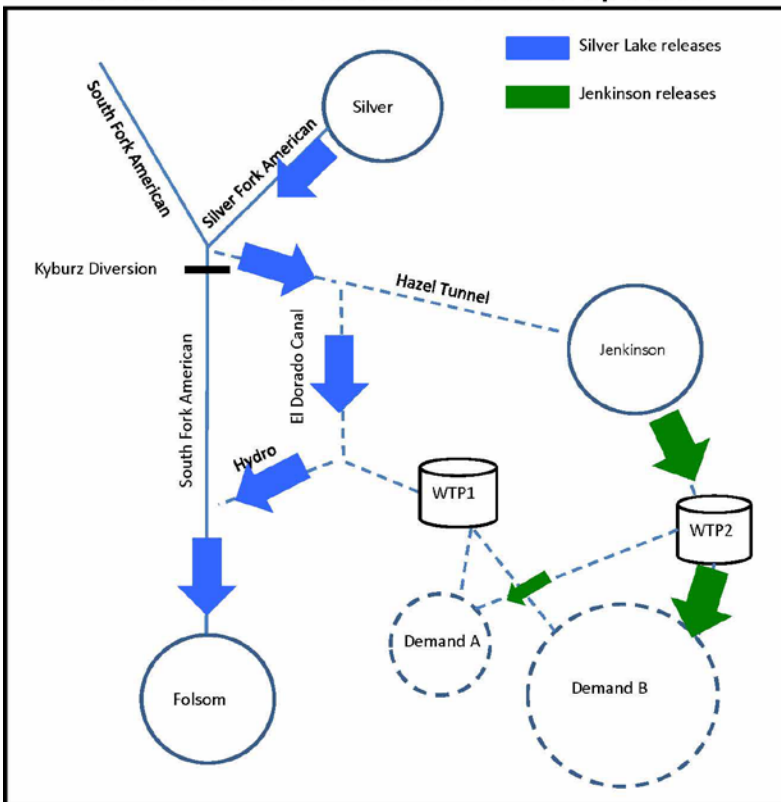 Silver Lake releases
Jenkinson releases
South Fork American
Silver
Silver Fork American
Kyburz Diversion
Hazel Tunnel
Jenkinson
El Dorado Canal
South Fork American
Hydro
WTP1
WTP2
Demand A
Demand B
Folsom